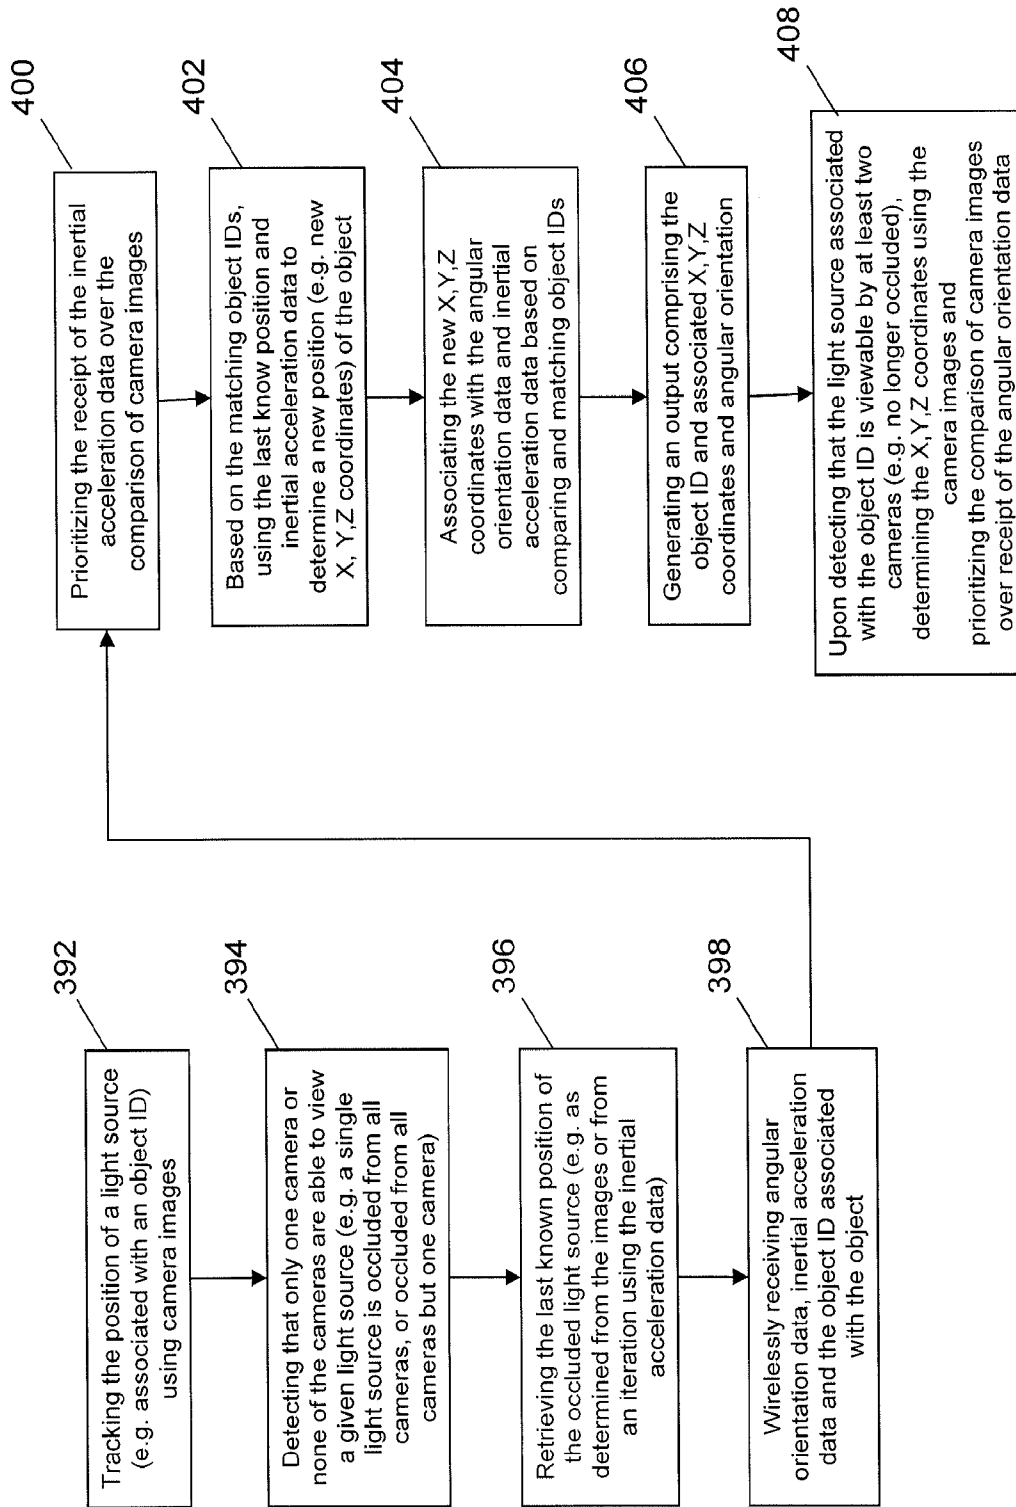 392
Tracking the position of a light source
(e.g. associated with an object ID)
using camera images
394
Detecting that only one camera or
none of the cameras are able to view
a given light source (e.g. a single
light source is occluded from all
cameras, or occluded from all
cameras but one camera)
396
Retrieving the last known position of
the occluded light source (e.g. as
determined from the images or from
an iteration using the inertial
acceleration data)
398
Wirelessly receiving angular
orientation data, inertial acceleration
data and the object ID associated
with the object
400
Prioritizing the receipt of the inertial
acceleration data over the
comparison of camera images
402
Based on the matching object IDs,
using the last know position and
inertial acceleration data to
determine a new position (e.g. new
X, Y,Z coordinates) of the object
404
Associating the new X,Y,Z
coordinates with the angular
orientation data and inertial
acceleration data based on
comparing and matching object IDs
406
Generating an output comprising the
object ID and associated X,Y,Z
coordinates and angular orientation
408
Upon detecting that the light source associated
with the object ID is viewable by at least two
cameras (e.g. no longer occluded),
determining the X,Y,Z coordinates using the
camera images and
prioritizing the comparison of camera images
over receipt of the angular orientation data